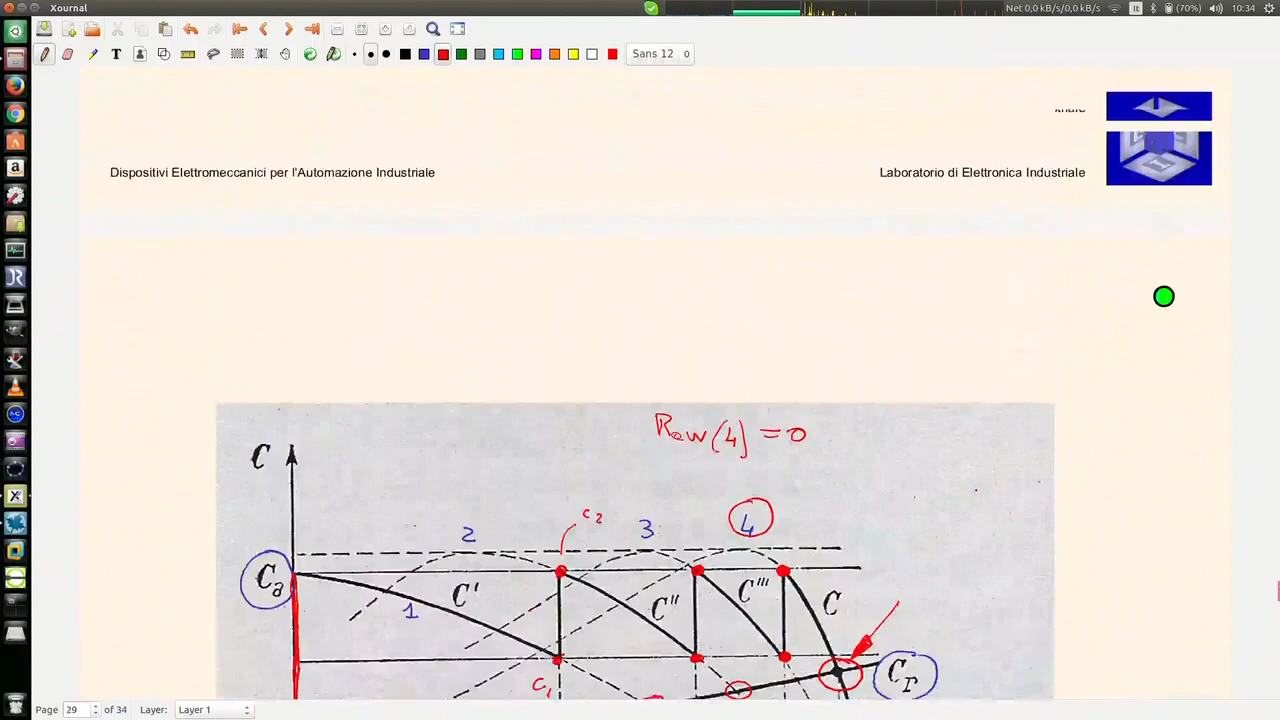 Xournal
Net 0,0 kB/s/0,0 kB/s It (70%) 10:34
T Sans 12 0
Dispositivi Elettromeccanici per l'Automazione Industriale
Laboratorio di Elettronica Industriale
C
2
c2
3
4
Ca
1
C'
C''
C'''
C
c1
Cr
Page 29 of 34 Layer: Layer 1